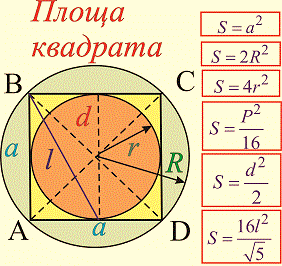 Площа
квадрата
B
C
d
a
l
r
R
A
a
D
S = a²
S = 2R²
S = 4r²
S = P²/16
S = d²/2
S = 16l²/√5